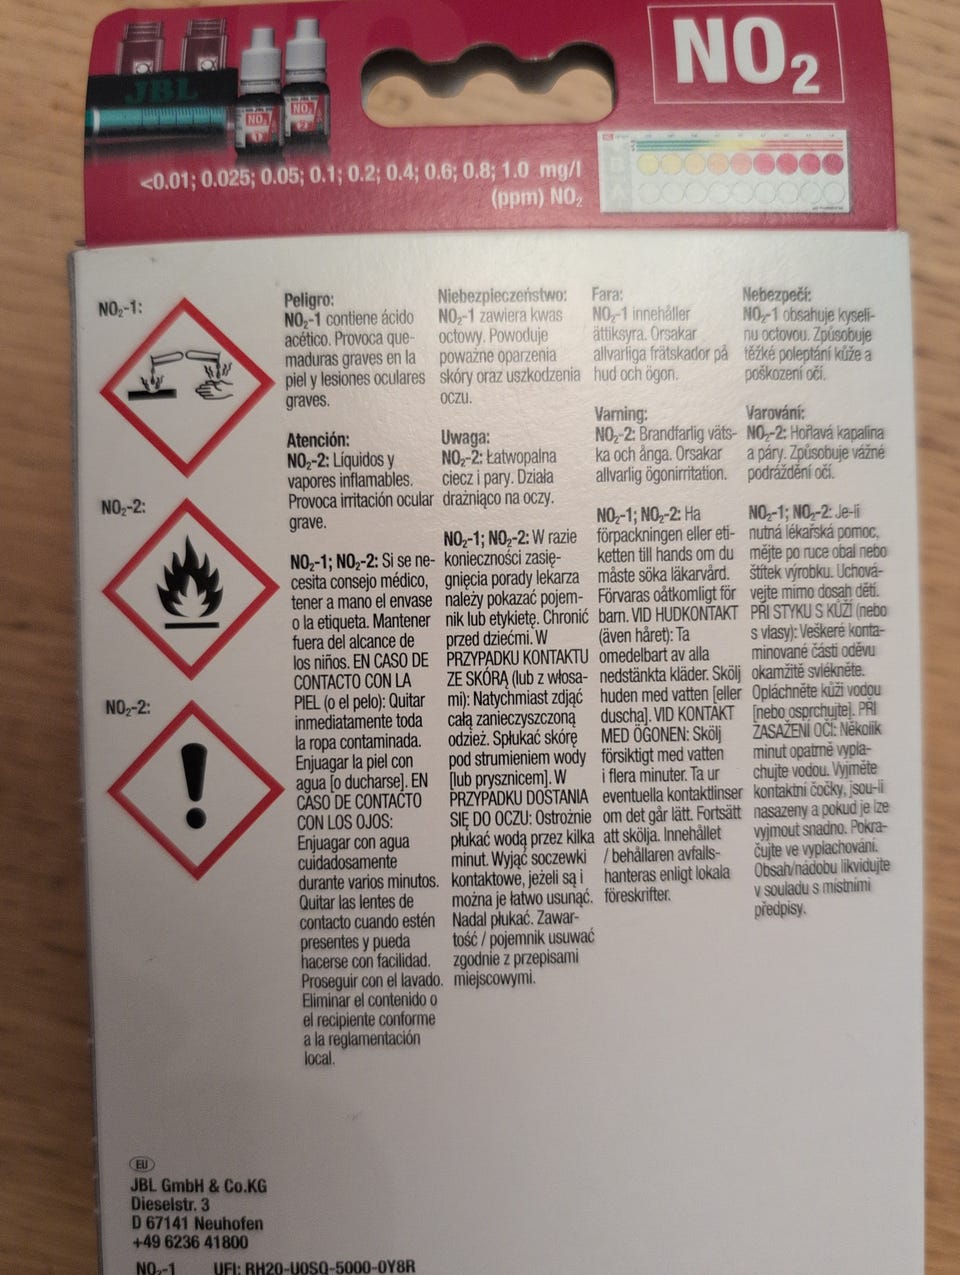 JBL
NO₂
1
NO₂
2
NO₂
<0.01; 0.025; 0.05; 0.1; 0.2; 0.4; 0.6; 0.8; 1.0 mg/l
(ppm) NO₂
NO₂-1:
NO₂-2:
NO₂-2:
Peligro:
NO₂-1 contiene ácido
acético. Provoca que-
maduras graves en la
piel y lesiones oculares
graves.
Atención:
NO₂-2: Líquidos y
vapores inflamables.
Provoca irritación ocular
grave.
NO₂-1; NO₂-2: Si se ne-
cesita consejo médico,
tener a mano el envase
o la etiqueta. Mantener
fuera del alcance de
los niños. EN CASO DE
CONTACTO CON LA
PIEL (o el pelo): Quitar
inmediatamente toda
la ropa contaminada.
Enjuagar la piel con
agua [o ducharse]. EN
CASO DE CONTACTO
CON LOS OJOS:
Enjuagar con agua
cuidadosamente
durante varios minutos.
Quitar las lentes de
contacto cuando estén
presentes y pueda
hacerse con facilidad.
Proseguir con el lavado.
Eliminar el contenido o
el recipiente conforme
a la reglamentación
local.
Niebezpieczeństwo:
NO₂-1 zawiera kwas
octowy. Powoduje
poważne oparzenia
skóry oraz uszkodzenia
oczu.
Uwaga:
NO₂-2: Łatwopalna
ciecz i pary. Działa
drażniąco na oczy.
NO₂-1; NO₂-2: W razie
konieczności zasię-
gnięcia porady lekarza
należy pokazać pojem-
nik lub etykietę. Chronić
przed dziećmi. W
PRZYPADKU KONTAKTU
ZE SKÓRĄ (lub z włosa-
mi): Natychmiast zdjąć
całą zanieczyszczoną
odzież. Spłukać skórę
pod strumieniem wody
[lub prysznicem]. W
PRZYPADKU DOSTANIA
SIĘ DO OCZU: Ostrożnie
płukać wodą przez kilka
minut. Wyjąć soczewki
kontaktowe, jeżeli są i
można je łatwo usunąć.
Nadal płukać. Zawar-
tość / pojemnik usuwać
zgodnie z przepisami
miejscowymi.
Fara:
NO₂-1 innehåller
ättiksyra. Orsakar
allvarliga frätskador på
hud och ögon.
Varning:
NO₂-2: Brandfarlig väts-
ka och ånga. Orsakar
allvarlig ögonirritation.
NO₂-1; NO₂-2: Ha
förpackningen eller eti-
ketten till hands om du
måste söka läkarvård.
Förvaras oåtkomligt för
barn. VID HUDKONTAKT
(även håret): Ta
omedelbart av alla
nedstänkta kläder. Skölj
huden med vatten [eller
duscha]. VID KONTAKT
MED ÖGONEN: Skölj
försiktigt med vatten
i flera minuter. Ta ur
eventuella kontaktlinser
om det går lätt. Fortsätt
att skölja. Innehållet
/ behållaren avfalls-
hanteras enligt lokala
föreskrifter.
Nebezpečí:
NO₂-1 obsahuje kyseli-
nu octovou. Způsobuje
těžké poleptání kůže a
poškození očí.
Varování:
NO₂-2: Hořlavá kapalina
a páry. Způsobuje vážné
podráždění očí.
NO₂-1; NO₂-2: Je-li
nutná lékařská pomoc,
mějte po ruce obal nebo
štítek výrobku. Uchová-
vejte mimo dosah dětí.
PŘI STYKU S KŮŽÍ (nebo
s vlasy): Veškeré konta-
minované části oděvu
okamžitě svlékněte.
Opláchněte kůži vodou
[nebo osprchujte]. PŘI
ZASAŽENÍ OČÍ: Několik
minut opatrně vypla-
chujte vodou. Vyjměte
kontaktní čočky, jsou-li
nasazeny a pokud je lze
vyjmout snadno. Pokra-
čujte ve vyplachování.
Obsah/nádobu likvidujte
v souladu s místními
předpisy.
EU
JBL GmbH & Co.KG
Dieselstr. 3
D 67141 Neuhofen
+49 6236 41800
NO₂-1 UFI: RH20-U0SQ-5000-0Y8R